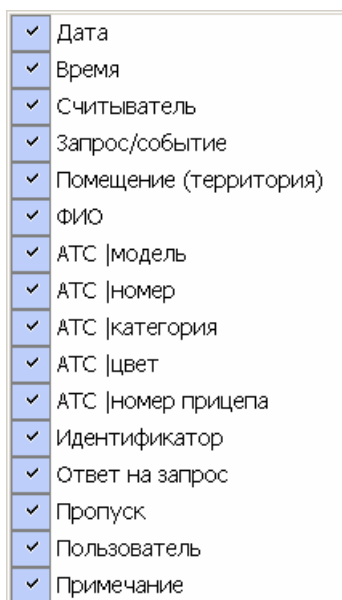 Дата
Время
Считыватель
Запрос/событие
Помещение (территория)
ФИО
АТС |модель
АТС |номер
АТС |категория
АТС |цвет
АТС |номер прицепа
Идентификатор
Ответ на запрос
Пропуск
Пользователь
Примечание